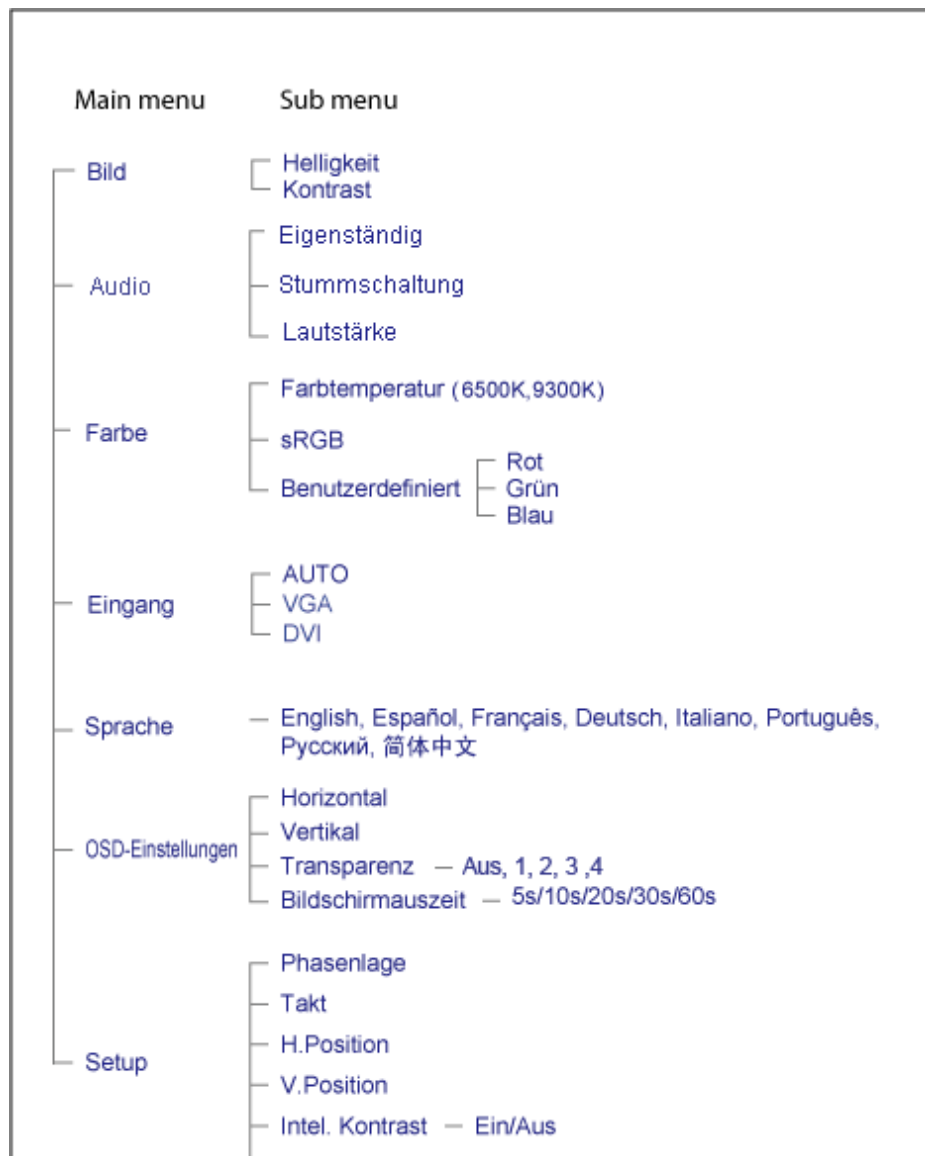 Main menu Sub menu
Bild
Helligkeit
Kontrast
Audio
Eigenständig
Stummschaltung
Lautstärke
Farbe
Farbtemperatur (6500K,9300K)
sRGB
Benutzerdefiniert
Rot
Grün
Blau
Eingang
AUTO
VGA
DVI
Sprache
English, Español, Français, Deutsch, Italiano, Português,
Русский, 简体中文
OSD-Einstellungen
Horizontal
Vertikal
Transparenz — Aus, 1, 2, 3 ,4
Bildschirmauszeit — 5s/10s/20s/30s/60s
Setup
Phasenlage
Takt
H.Position
V.Position
Intel. Kontrast — Ein/Aus